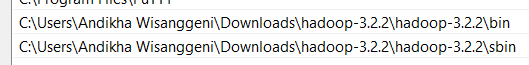 C:\Users\Andikha Wisanggeni\Downloads\hadoop-3.2.2\hadoop-3.2.2\bin
C:\Users\Andikha Wisanggeni\Downloads\hadoop-3.2.2\hadoop-3.2.2\sbin